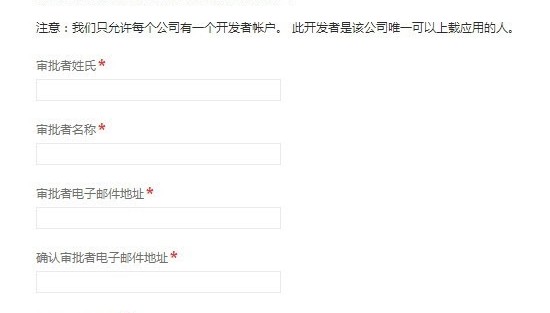 注意：我们只允许每个公司有一个开发者帐户。 此开发者是该公司唯一可以上载应用的人。
审批者姓氏*
审批者名称*
审批者电子邮件地址*
确认审批者电子邮件地址*